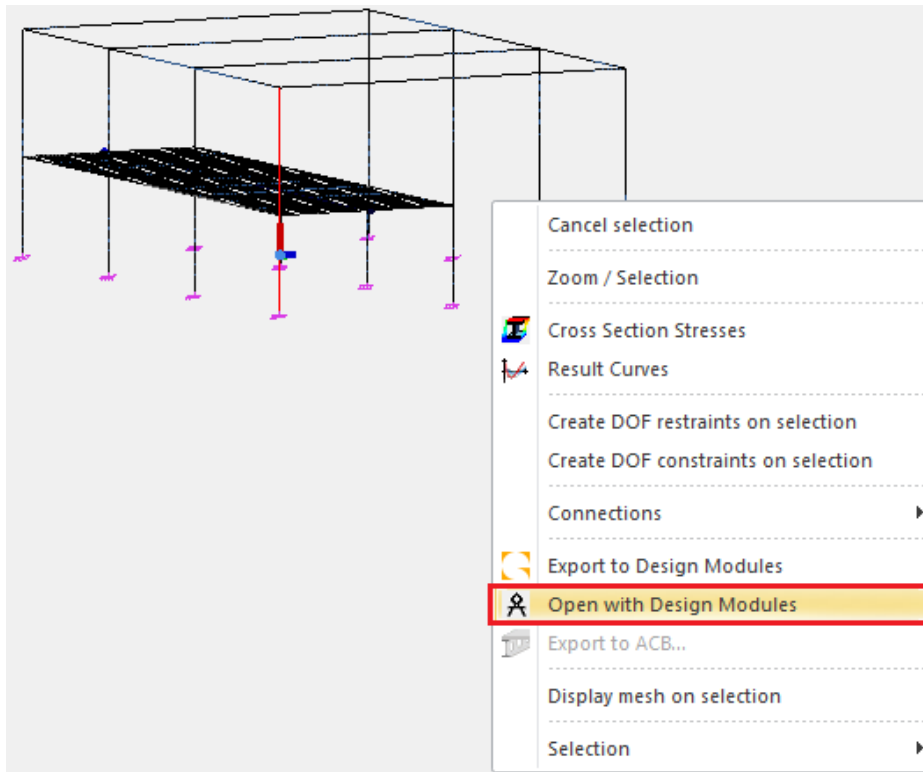 Cancel selection
Zoom / Selection
Cross Section Stresses
Result Curves
Create DOF restraints on selection
Create DOF constraints on selection
Connections
Export to Design Modules
Open with Design Modules
Export to ACB...
Display mesh on selection
Selection